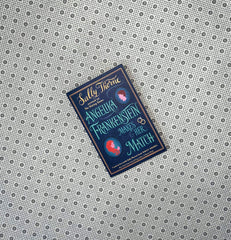 Sally Thorne
ANGELIKA
FRANKENSTEIN
MAKES
HER
MATCH